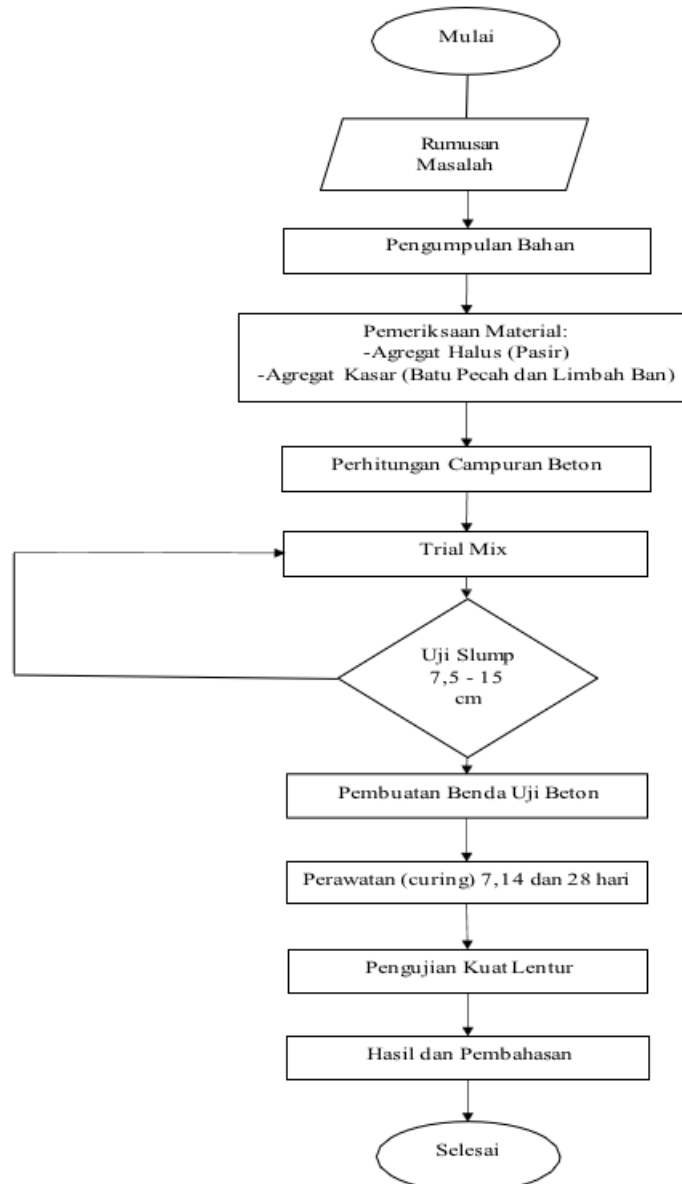 Mulai
Rumusan
Masalah
Pengumpulan Bahan
Pemeriksaan Material:
-Agregat Halus (Pasir)
-Agregat Kasar (Batu Pecah dan Limbah Ban)
Perhitungan Campuran Beton
Trial Mix
Uji Slump
7,5 - 15
cm
Pembuatan Benda Uji Beton
Perawatan (curing) 7,14 dan 28 hari
Pengujian Kuat Lentur
Hasil dan Pembahasan
Selesai